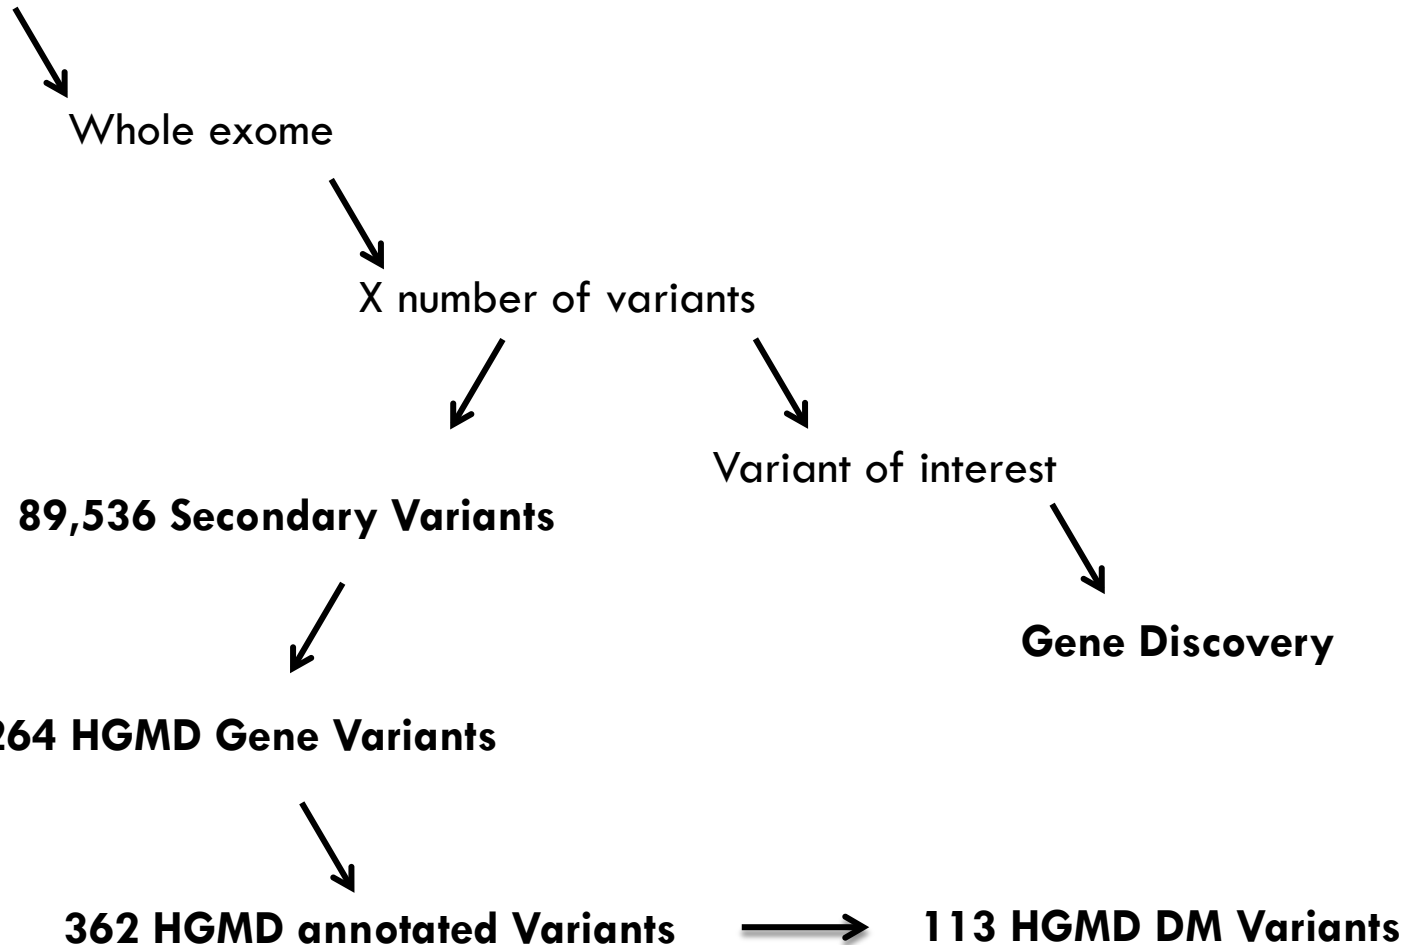 Whole exome
X number of variants
Variant of interest
89,536 Secondary Variants
Gene Discovery
HGMD Gene Variants
362 HGMD annotated Variants
113 HGMD DM Variants